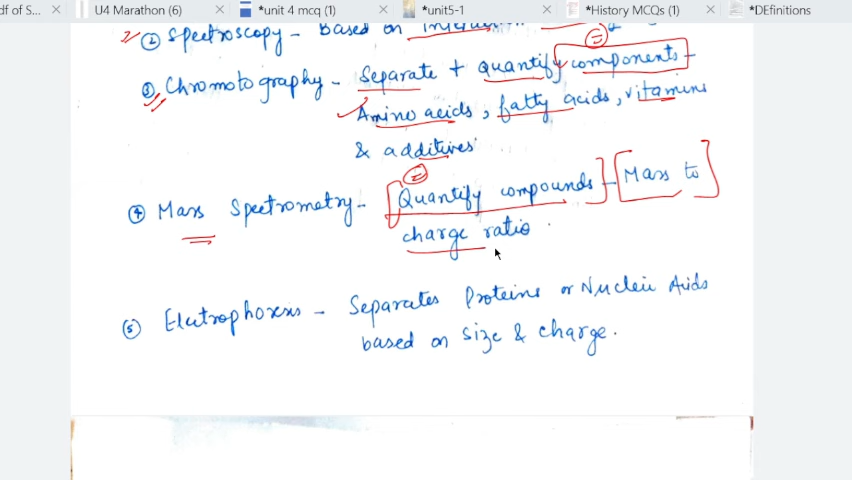 df of S...
U4 Marathon (6)
*unit 4 mcq (1)
*unit5-1
*History MCQs (1)
*DEfinitions
② Spectroscopy - Based on
③ Chromotography - Separate + quantify components -
Amino acids, fatty acids, vitamins
& additives
④ Mass Spectrometry - [Quantify compounds] - [Mass to]
charge ratio.
⑤ - Separates Proteins or Nucleic Acids
based on size & charge.